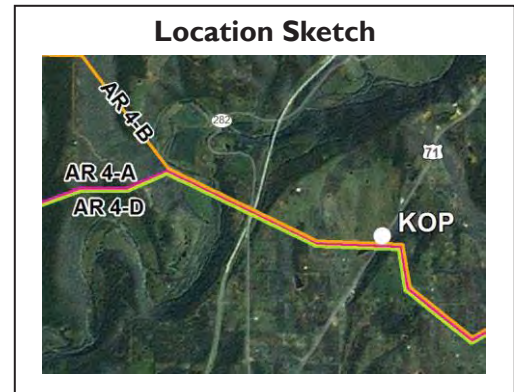 Location Sketch
AR 4-B
282
71
AR 4-A
AR 4-D
KOP